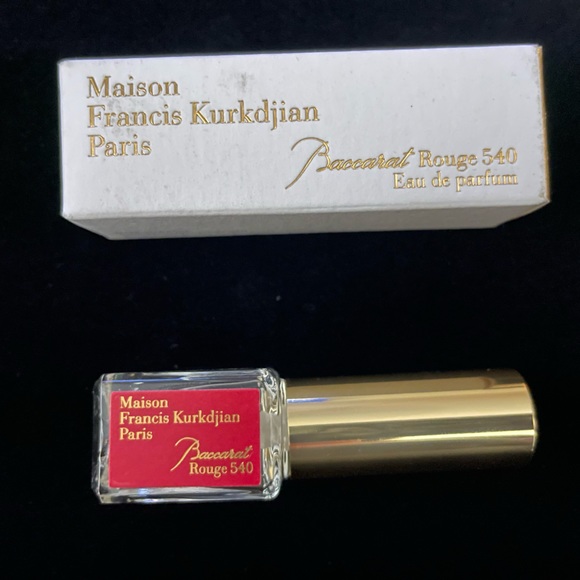 Maison
Francis Kurkdjian
Paris
Baccarat Rouge 540
Eau de parfum
Maison
Francis Kurkdjian
Paris
Baccarat
Rouge 540